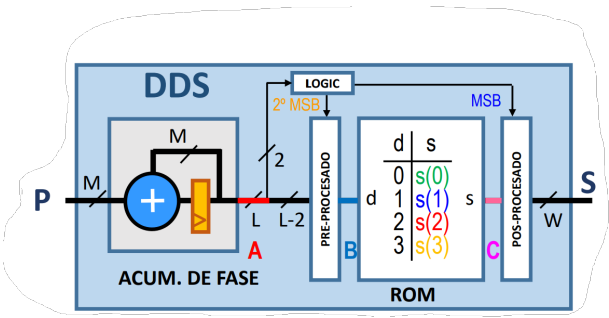 DDS
LOGIC
2º MSB
MSB
M
M
2
P
+
L
L-2
A
PRE-PROCESADO
B
d s
0 s(0)
1 s(1)
2 s(2)
3 s(3)
d
s
C
POS-PROCESADO
W
S
ACUM. DE FASE
ROM